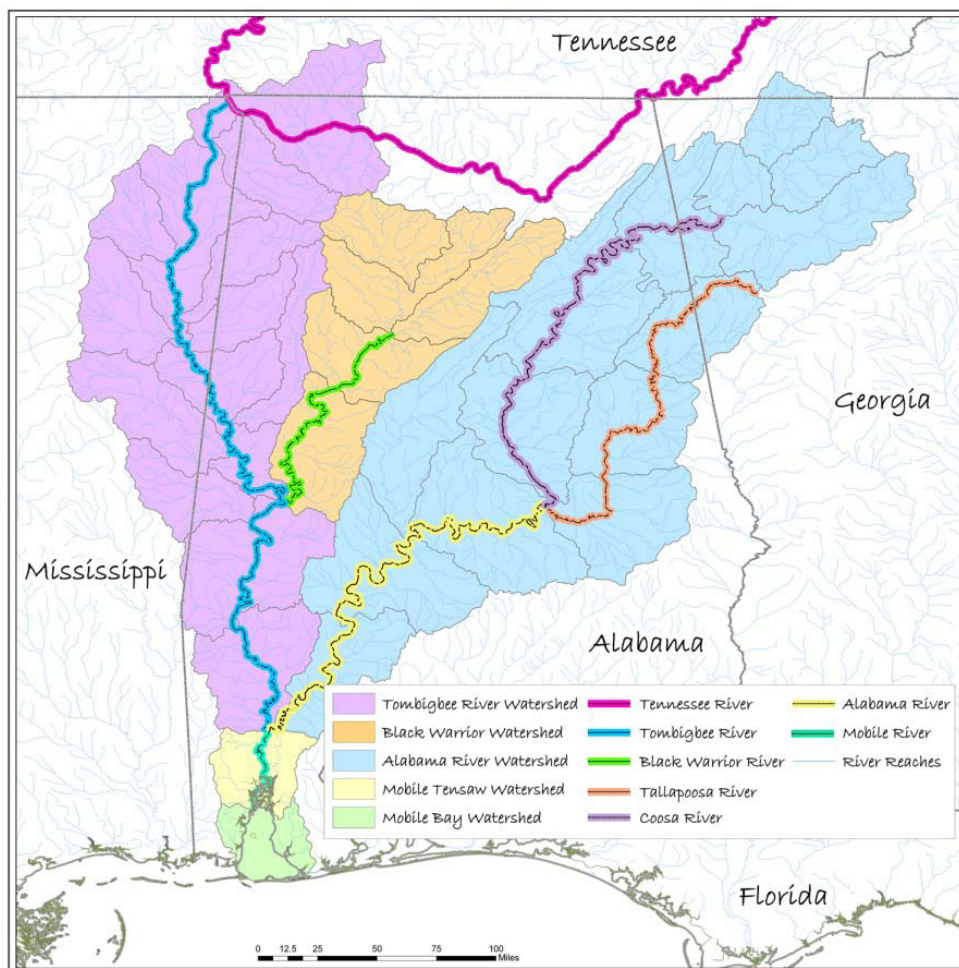 Tennessee
Georgia
Mississippi
Alabama
Tombigbee River Watershed
Black Warrior Watershed
Alabama River Watershed
Mobile Tensaw Watershed
Mobile Bay Watershed
Tennessee River
Tombigbee River
Black Warrior River
Tallapoosa River
Coosa River
Alabama River
Mobile River
River Reaches
Florida
0 12.5 25 50 75 100
Miles